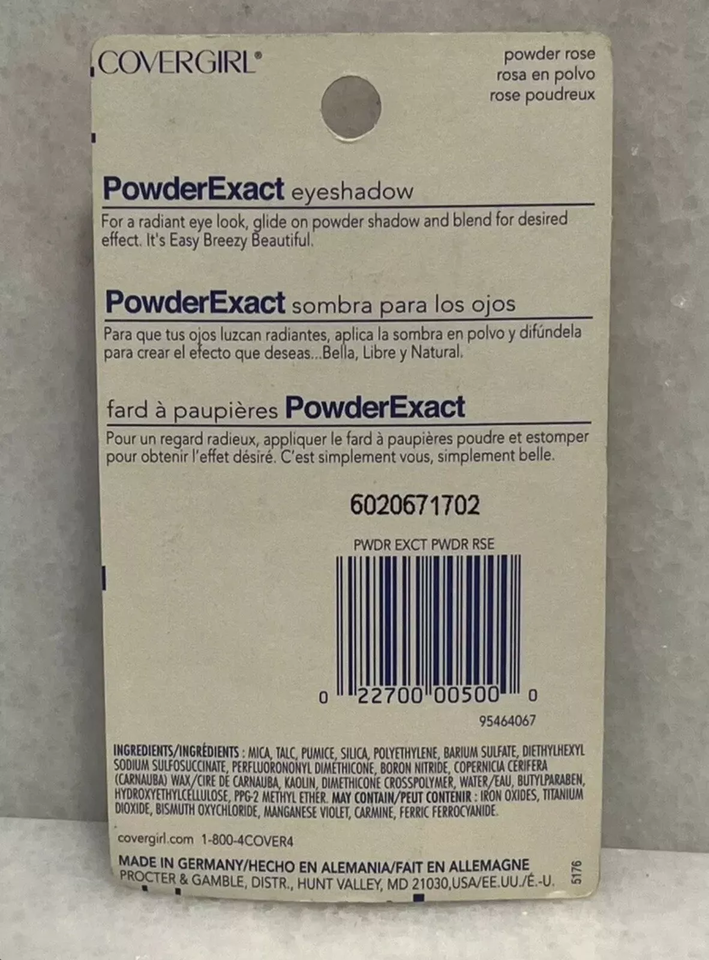 COVERGIRL®
powder rose
rosa en polvo
rose poudreux
PowderExact eyeshadow
For a radiant eye look, glide on powder shadow and blend for desired
effect. It's Easy Breezy Beautiful.
PowderExact sombra para los ojos
Para que tus ojos luzcan radiantes, aplica la sombra en polvo y difúndela
para crear el efecto que deseas...Bella, Libre y Natural.
fard à paupières PowderExact
Pour un regard radieux, appliquer le fard à paupières poudre et estomper
pour obtenir l'effet désiré. C'est simplement vous, simplement belle.
6020671702
PWDR EXCT PWDR RSE
0 22700 00500 0
95464067
INGREDIENTS/INGRÉDIENTS : MICA, TALC, PUMICE, SILICA, POLYETHYLENE, BARIUM SULFATE, DIETHYLHEXYL
SODIUM SULFOSUCCINATE, PERFLUORONONYL DIMETHICONE, BORON NITRIDE, COPERNICIA CERIFERA
(CARNAUBA) WAX/CIRE DE CARNAUBA, KAOLIN, DIMETHICONE CROSSPOLYMER, WATER/EAU, BUTYLPARABEN,
HYDROXYETHYLCELLULOSE, PPG-2 METHYL ETHER. MAY CONTAIN/PEUT CONTENIR : IRON OXIDES, TITANIUM
DIOXIDE, BISMUTH OXYCHLORIDE, MANGANESE VIOLET, CARMINE, FERRIC FERROCYANIDE.
covergirl.com 1-800-4COVER4
MADE IN GERMANY/HECHO EN ALEMANIA/FAIT EN ALLEMAGNE
PROCTER & GAMBLE, DISTR., HUNT VALLEY, MD 21030,USA/EE.UU./É.-U.
5176